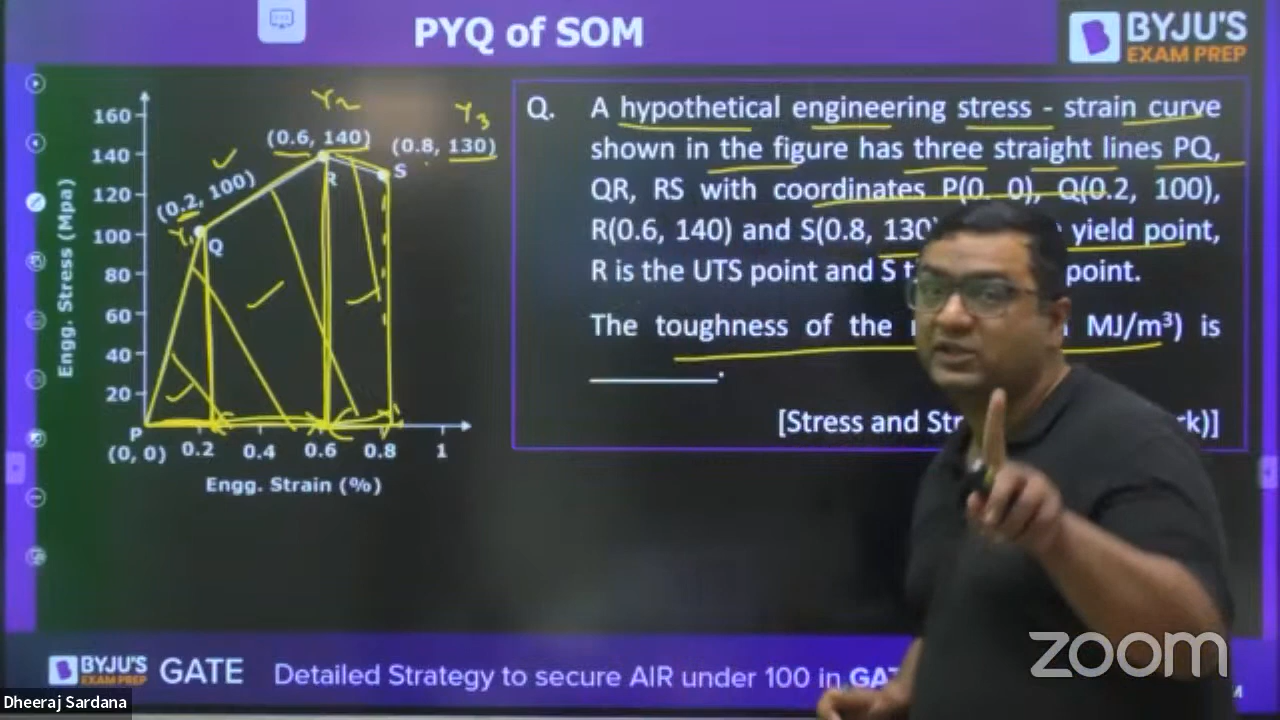 PYQ of SOM
BYJU'S
EXAM PREP
160
140
120
100
80
60
40
20
Engg. Stress (Mpa)
Y2
Y3
(0.6, 140)
(0.8, 130)
(0.2, 100)
Y1
Q
R
S
P
(0, 0)
0.2
0.4
0.6
0.8
1
Engg. Strain (%)
Q. A hypothetical engineering stress - strain curve
shown in the figure has three straight lines PQ,
QR, RS with coordinates P(0, 0), Q(0.2, 100),
R(0.6, 140) and S(0.8, 130) yield point,
R is the UTS point and S point.
The toughness of the MJ/m³) is
________.
[Stress and
BYJU'S
EXAM PREP
GATE
Detailed Strategy to secure AIR under 100 in
Dheeraj Sardana
zoom